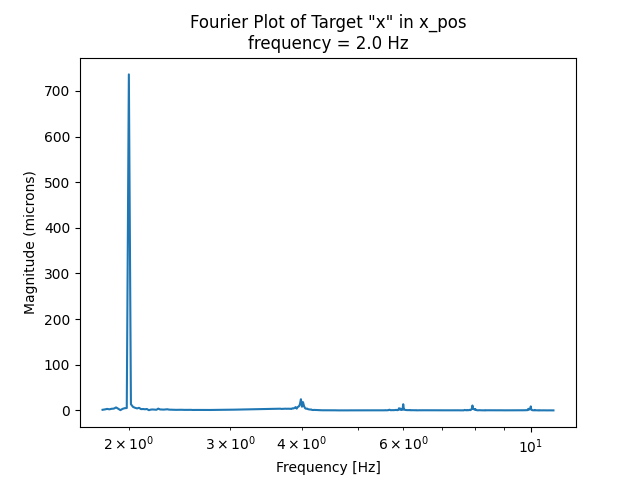 Fourier Plot of Target "x" in x_pos
frequency = 2.0 Hz
Magnitude (microns)
700
600
500
400
300
200
100
0
2 × 10⁰
3 × 10⁰
4 × 10⁰
6 × 10⁰
10¹
Frequency [Hz]